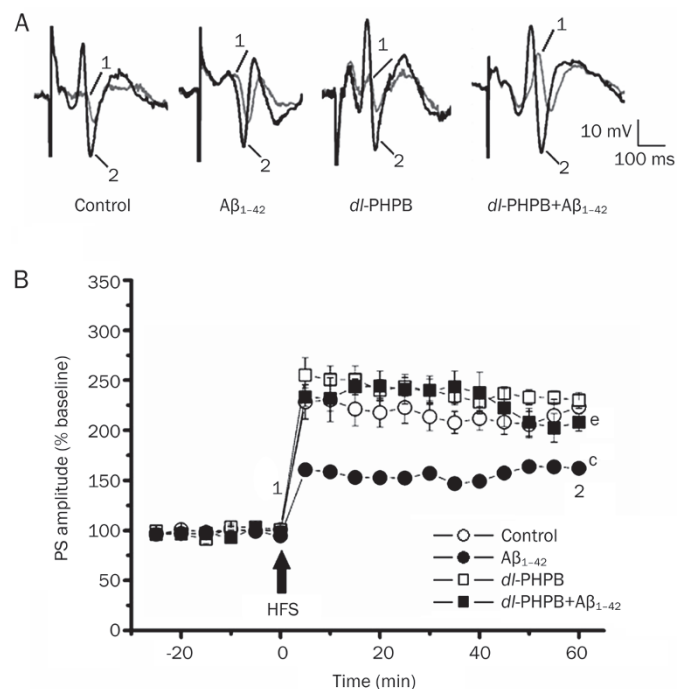 A
1
2
Control
1
2
Aβ1–42
1
2
dl-PHPB
1
2
dl-PHPB+Aβ1–42
10 mV
100 ms
B
PS amplitude (% baseline)
350
300
250
200
150
100
50
0
1
HFS
e
c
2
Control
Aβ1–42
dl-PHPB
dl-PHPB+Aβ1–42
-20
0
20
40
60
Time (min)